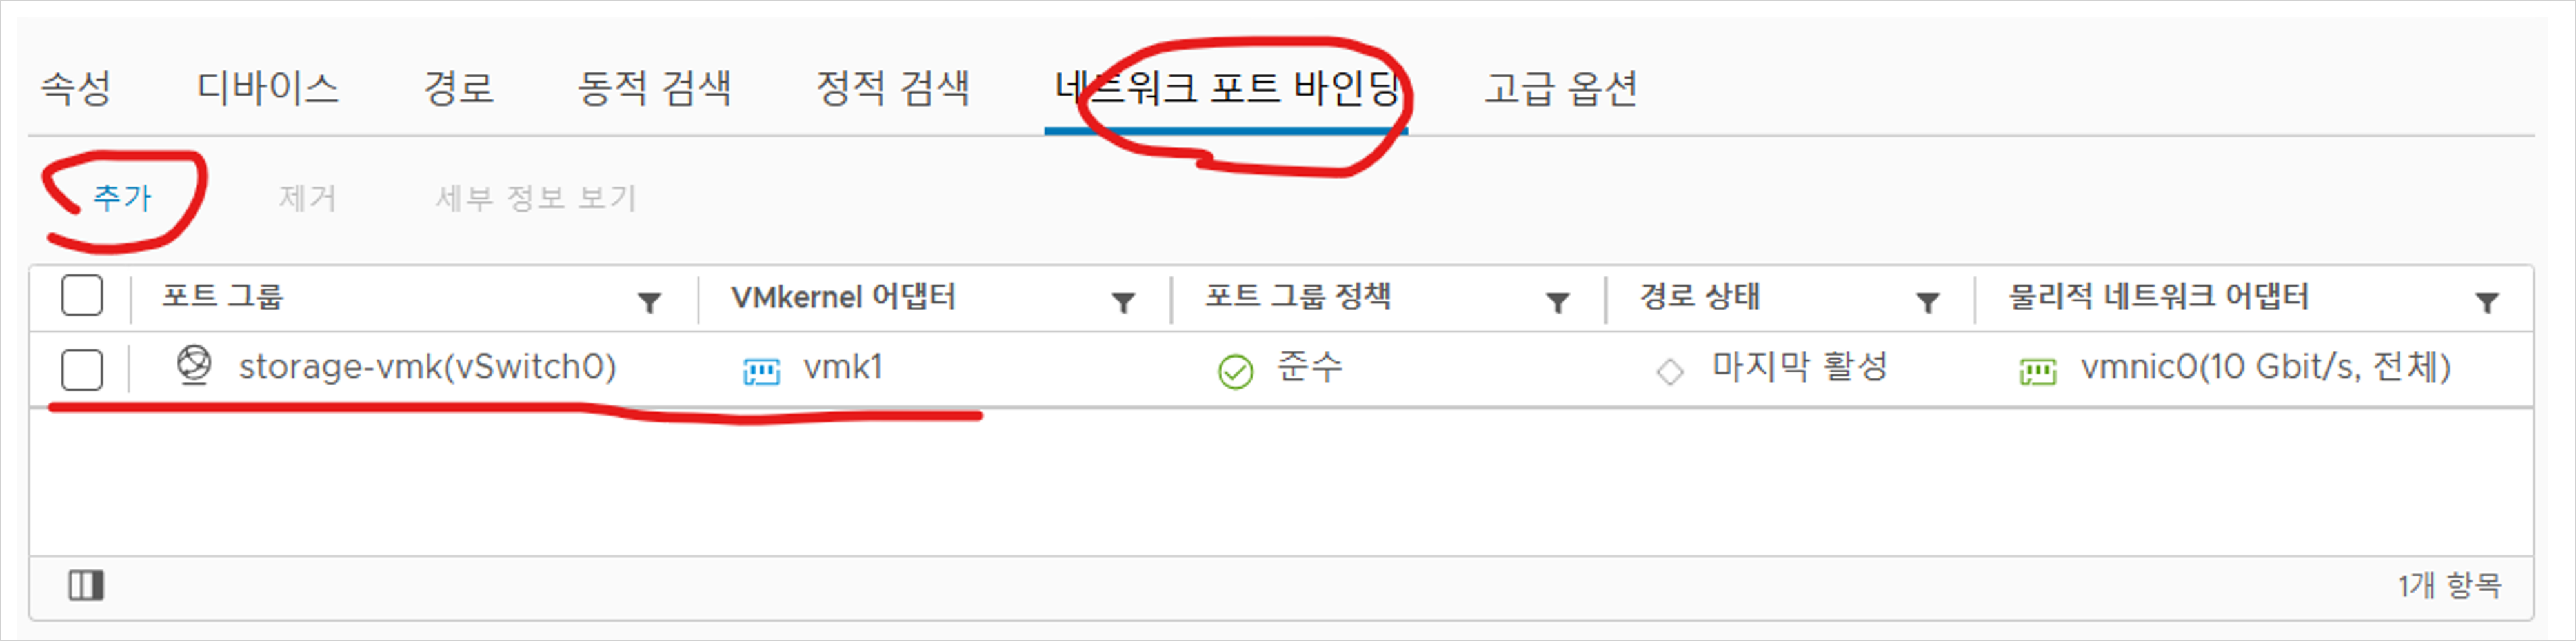 속성 디바이스 경로 동적 검색 정적 검색 네트워크 포트 바인딩 고급 옵션
추가 제거 세부 정보 보기
포트 그룹 VMkernel 어댑터 포트 그룹 정책 경로 상태 물리적 네트워크 어댑터
storage-vmk(vSwitch0) vmk1 준수 마지막 활성 vmnic0(10 Gbit/s, 전체)
1개 항목